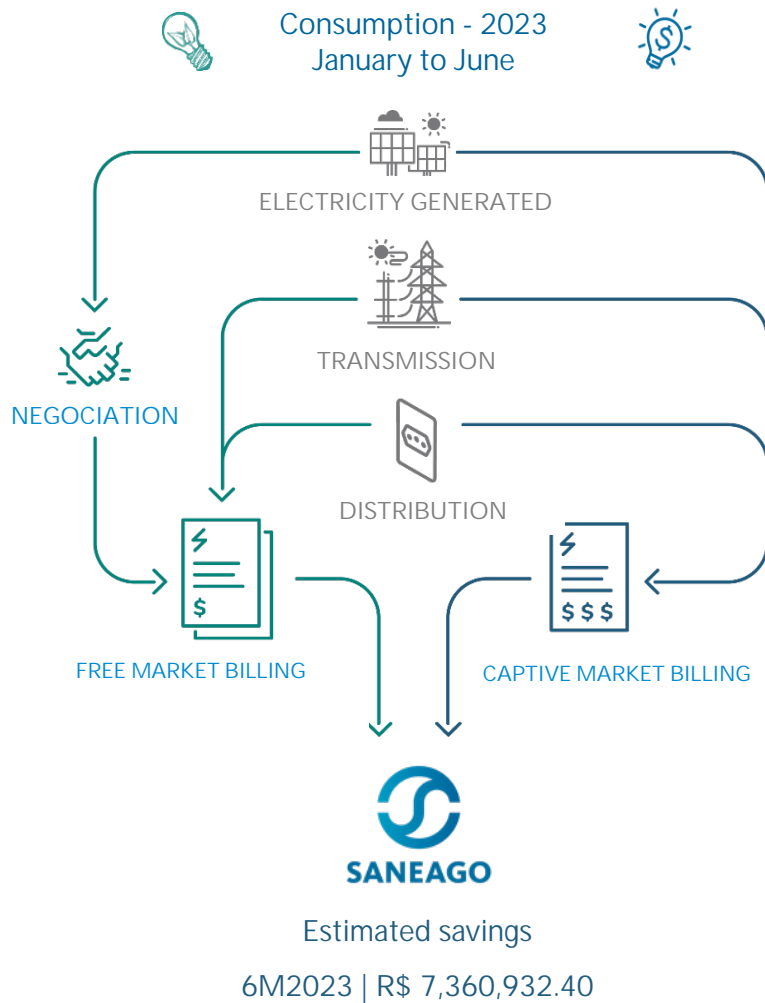 Consumption - 2023
January to June
ELECTRICITY GENERATED
TRANSMISSION
NEGOCIATION
DISTRIBUTION
$
$ $ $
FREE MARKET BILLING
CAPTIVE MARKET BILLING
SANEAGO
Estimated savings
6M2023 | R$ 7,360,932.40